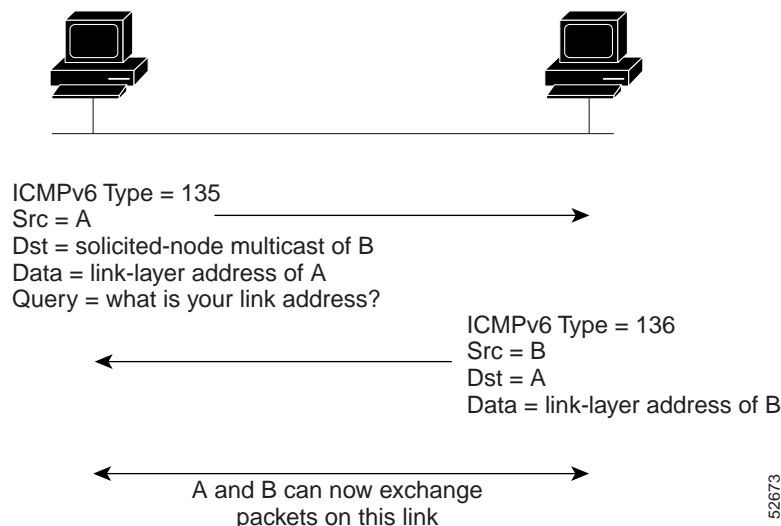 ICMPv6 Type = 135
Src = A
Dst = solicited-node multicast of B
Data = link-layer address of A
Query = what is your link address?
ICMPv6 Type = 136
Src = B
Dst = A
Data = link-layer address of B
A and B can now exchange
packets on this link
52673